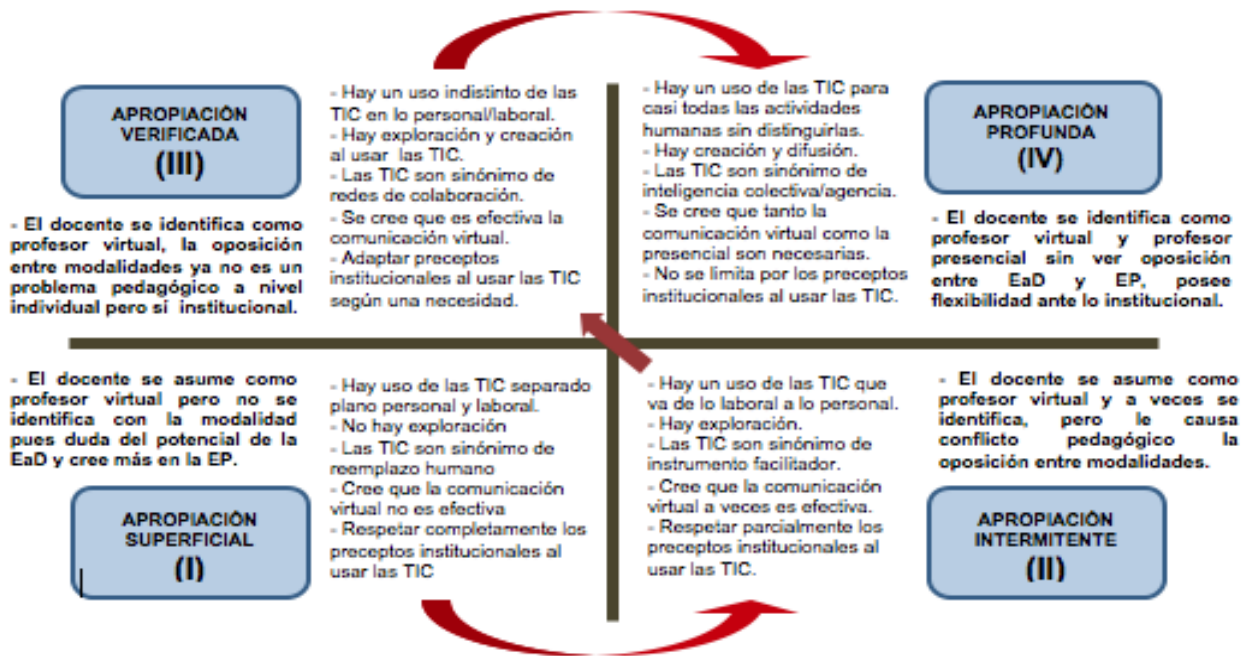 APROPIACIÓN
VERIFICADA
(III)
- El docente se identifica como
profesor virtual, la oposición
entre modalidades ya no es un
problema pedagógico a nivel
individual pero sí institucional.
- Hay un uso indistinto de las
TIC en lo personal/laboral.
- Hay exploración y creación
al usar las TIC.
- Las TIC son sinónimo de
redes de colaboración.
- Se cree que es efectiva la
comunicación virtual.
- Adaptar preceptos
institucionales al usar las TIC
según una necesidad.
- Hay un uso de las TIC para
casi todas las actividades
humanas sin distinguirlas.
- Hay creación y difusión.
- Las TIC son sinónimo de
inteligencia colectiva/agencia.
- Se cree que tanto la
comunicación virtual como la
presencial son necesarias.
- No se limita por los preceptos
institucionales al usar las TIC.
APROPIACIÓN
PROFUNDA
(IV)
- El docente se identifica como
profesor virtual y profesor
presencial sin ver oposición
entre EaD y EP, posee
flexibilidad ante lo institucional.
- El docente se asume como
profesor virtual pero no se
identifica con la modalidad
pues duda del potencial de la
EaD y cree más en la EP.
APROPIACIÓN
SUPERFICIAL
(I)
- Hay uso de las TIC separado
plano personal y laboral.
- No hay exploración
- Las TIC son sinónimo de
reemplazo humano
- Cree que la comunicación
virtual no es efectiva
- Respetar completamente los
preceptos institucionales al
usar las TIC
- Hay un uso de las TIC que
va de lo laboral a lo personal.
- Hay exploración.
- Las TIC son sinónimo de
instrumento facilitador.
- Cree que la comunicación
virtual a veces es efectiva.
- Respetar parcialmente los
preceptos institucionales al
usar las TIC.
- El docente se asume como
profesor virtual y a veces se
identifica, pero le causa
conflicto pedagógico la
oposición entre modalidades.
APROPIACIÓN
INTERMITENTE
(II)